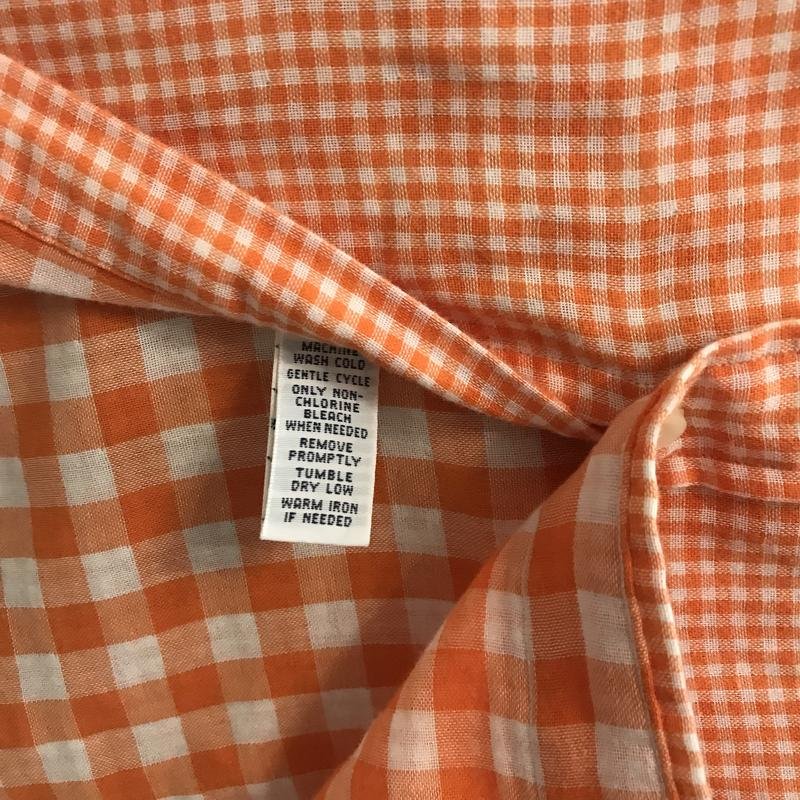 MACHINE
WASH COLD
GENTLE CYCLE
ONLY NON-
CHLORINE
BLEACH
WHEN NEEDED
REMOVE
PROMPTLY
TUMBLE
DRY LOW
WARM IRON
IF NEEDED